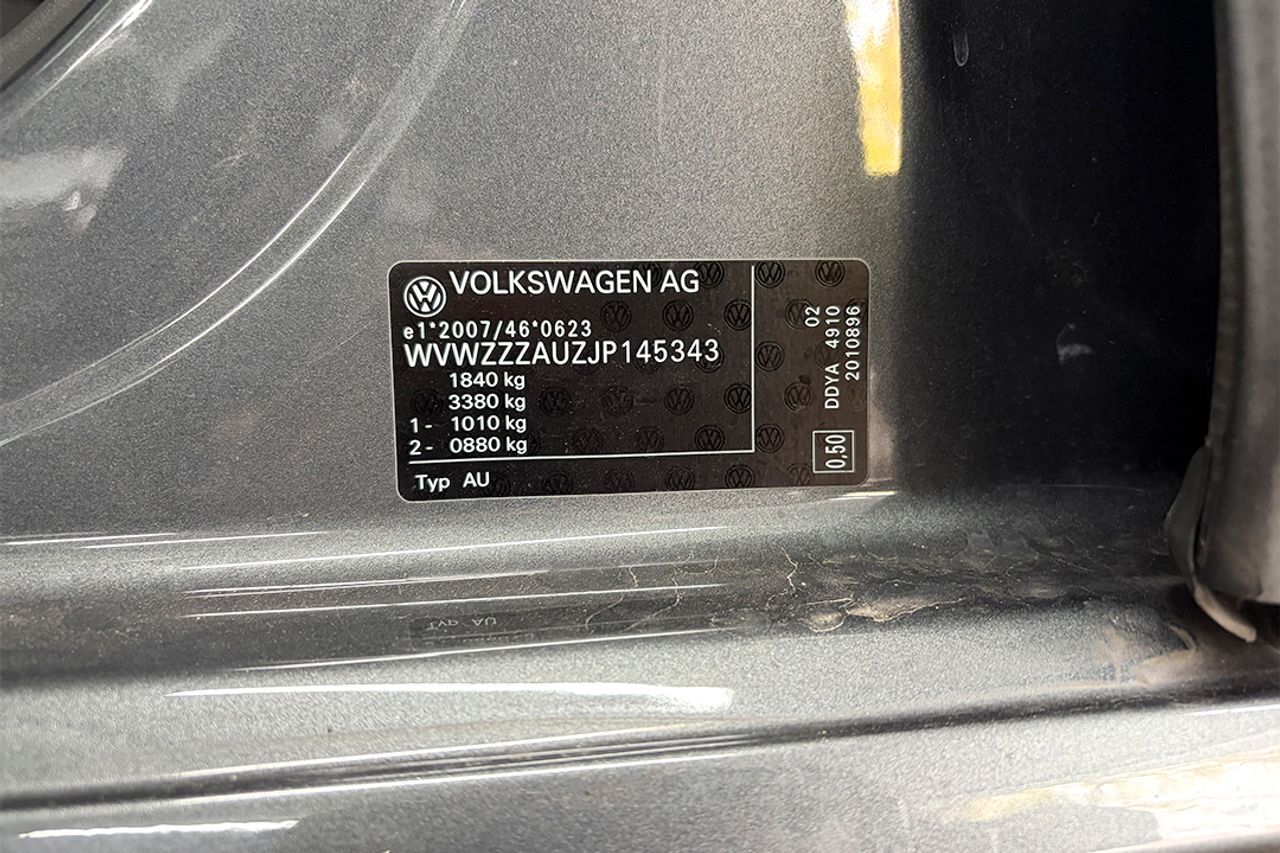 VOLKSWAGEN AG
e1*2007/46*0623
WVWZZZAUZJP145343
1840 kg
3380 kg
1- 1010 kg
2- 0880 kg
Typ AU
02
DDYA 4910
2010896
0,50